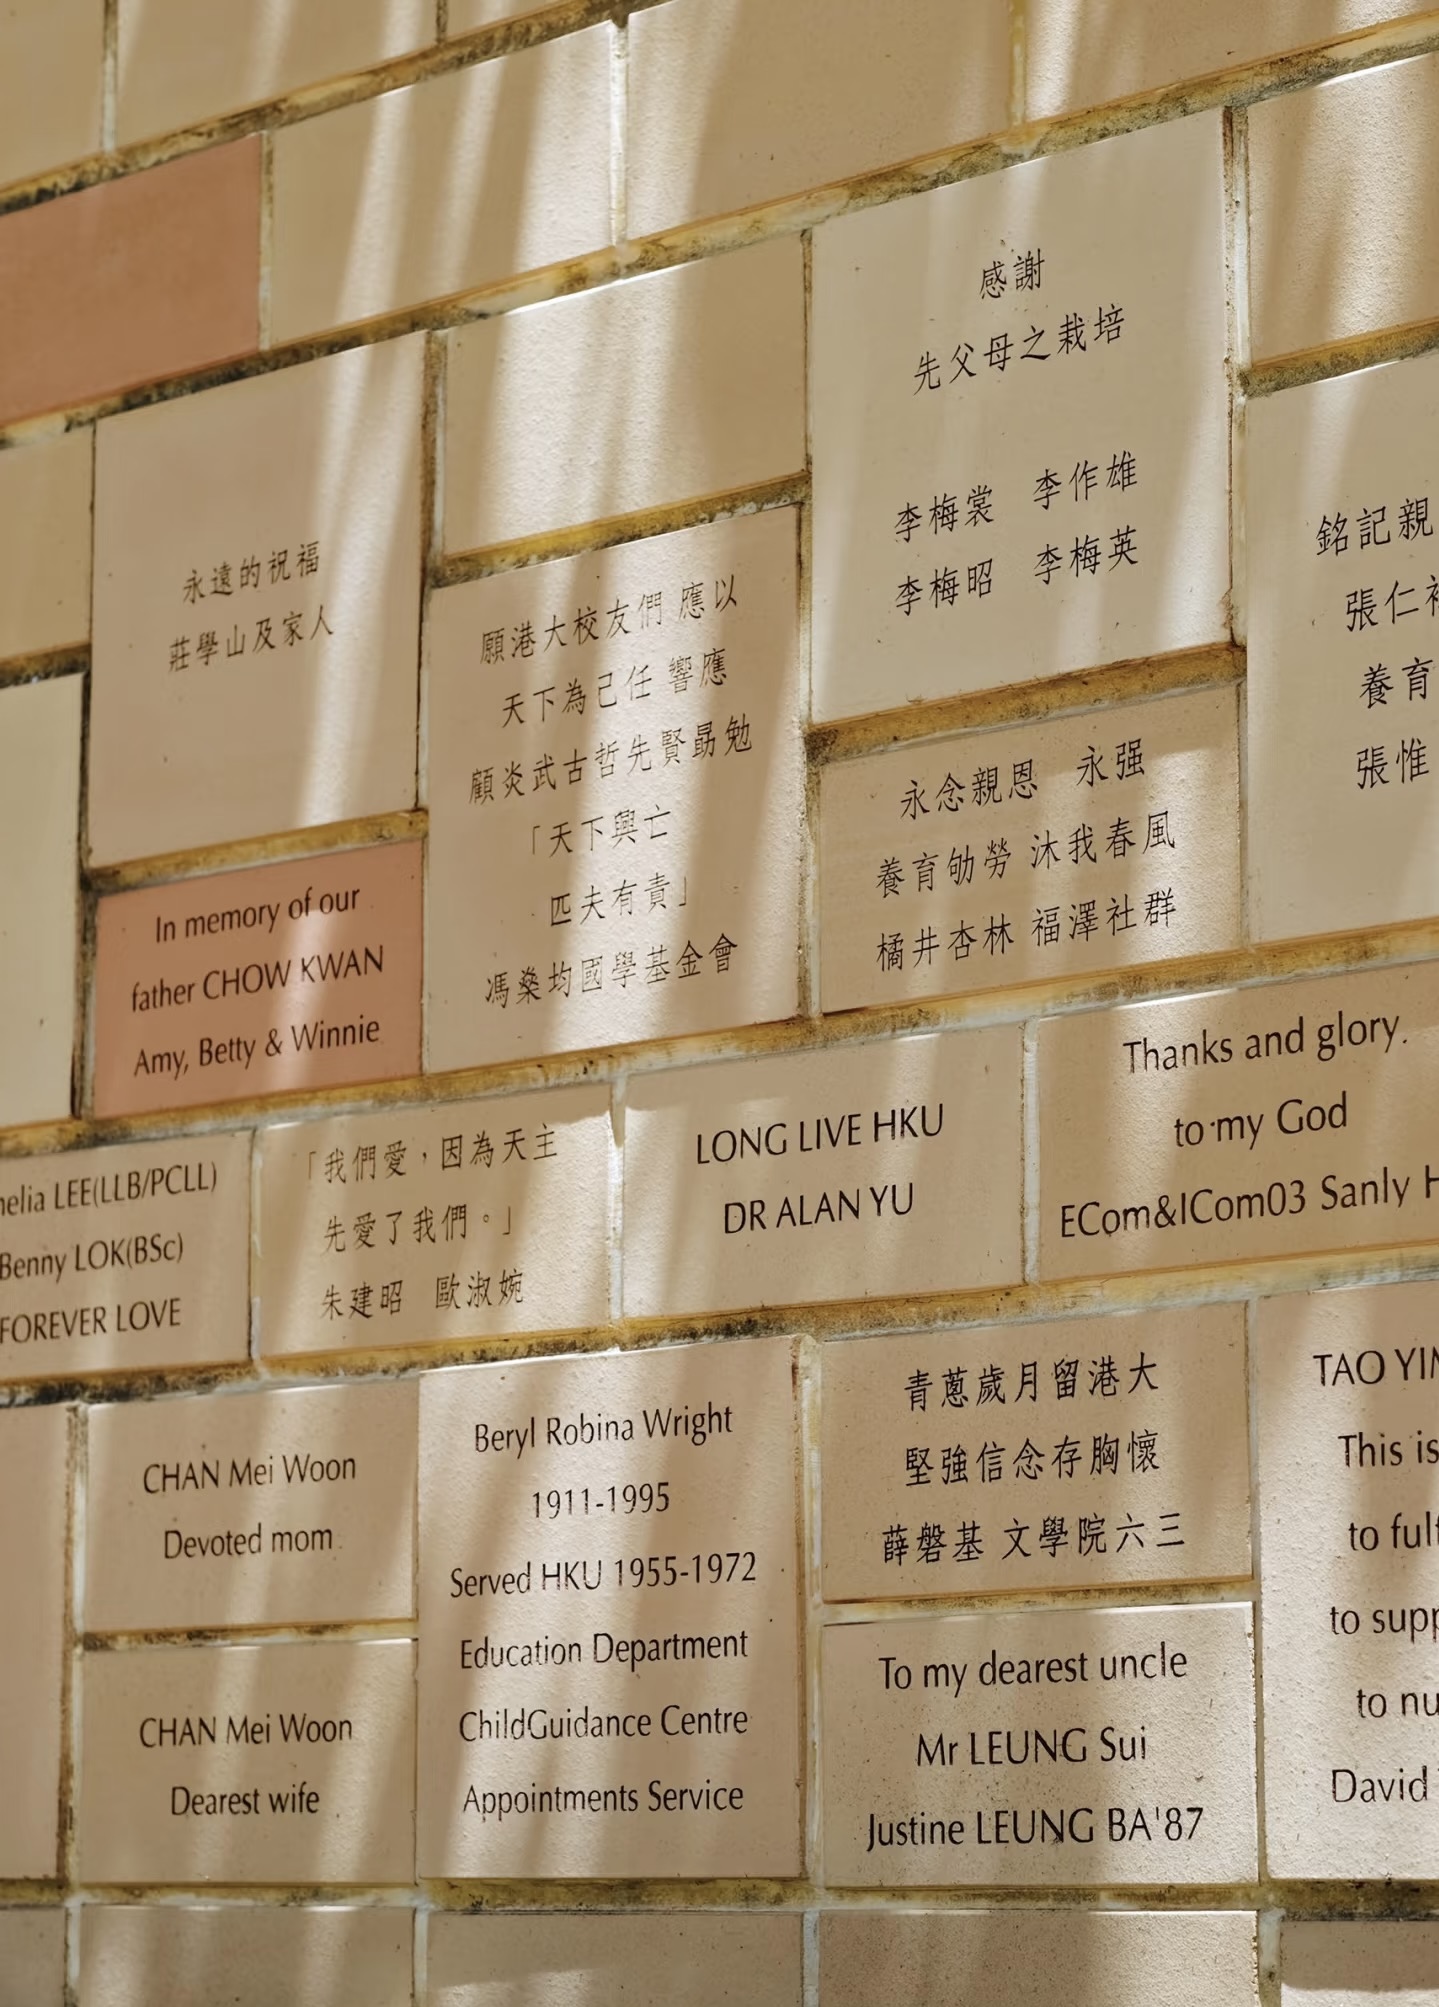 感謝
先父母之栽培
李梅裳　李作雄
李梅昭　李梅英
銘記親
張仁
養育
張惟
永遠的祝福
莊學山及家人
願港大校友們 應以
天下為己任 響應
顧炎武古哲先賢勗勉
「天下興亡
匹夫有責」
馮燊均國學基金會
永念親恩　永强
養育劬勞 沐我春風
橘井杏林 福澤社群
In memory of our
father CHOW KWAN
Amy, Betty & Winnie
LEE(LLB/PCLL)
Benny LOK(BSc)
FOREVER LOVE
「我們愛，因為天主
先愛了我們。」
朱建昭　歐淑婉
LONG LIVE HKU
DR ALAN YU
Thanks and glory
to my God
ECom&ICom03 Sanly H
CHAN Mei Woon
Devoted mom
CHAN Mei Woon
Dearest wife
Beryl Robina Wright
1911-1995
Served HKU 1955-1972
Education Department
ChildGuidance Centre
Appointments Service
青蔥歲月留港大
堅強信念存胸懷
薛磐基 文學院六三
To my dearest uncle
Mr LEUNG Sui
Justine LEUNG BA'87
TAO
This is
to
to
to
David